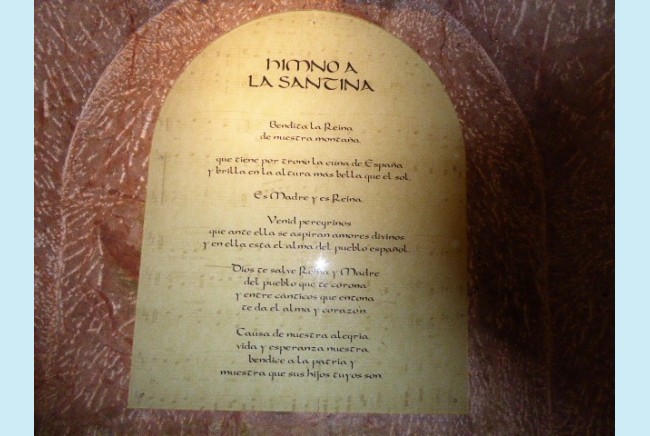 HIMNO A
LA SANTINA
Bendita la Reina
de nuestra montaña.
que tiene por trono la cuna de España
y brilla en la altura mas bella que el sol.
Es Madre y es Reina.
Venid peregrinos
que ante ella se aspiran amores divinos
y en ella esta el alma del pueblo español.
Dios te salve Reina y Madre
del pueblo que te corona
y entre cánticos que entona
te da el alma y corazón
Caúsa de nuestra alegria.
vida y esperanza nuestra.
bendice a la patria y
muestra que sus hijos tuyos son.